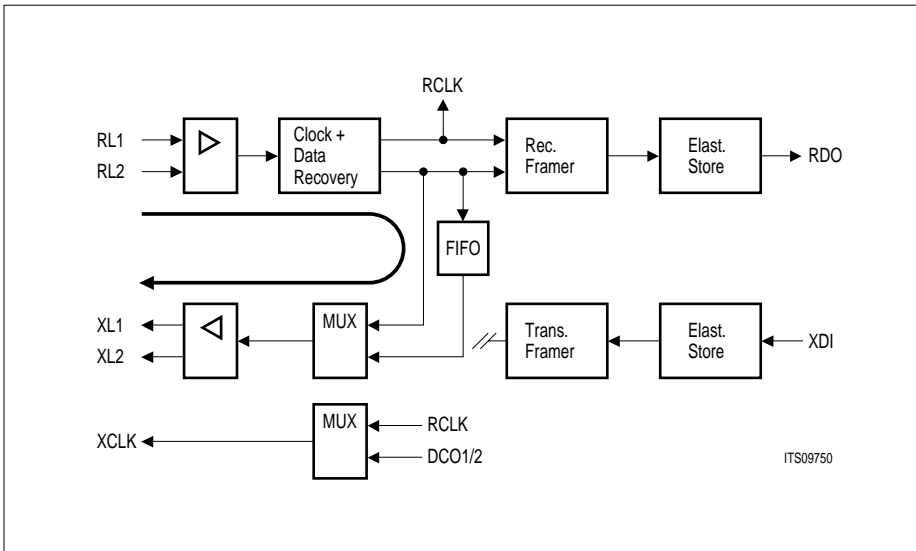 RCLK
RL1
RL2
Clock +
Data
Recovery
Rec.
Framer
Elast.
Store
RDO
FIFO
XL1
XL2
MUX
Trans.
Framer
Elast.
Store
XDI
XCLK
MUX
RCLK
DCO1/2
ITS09750